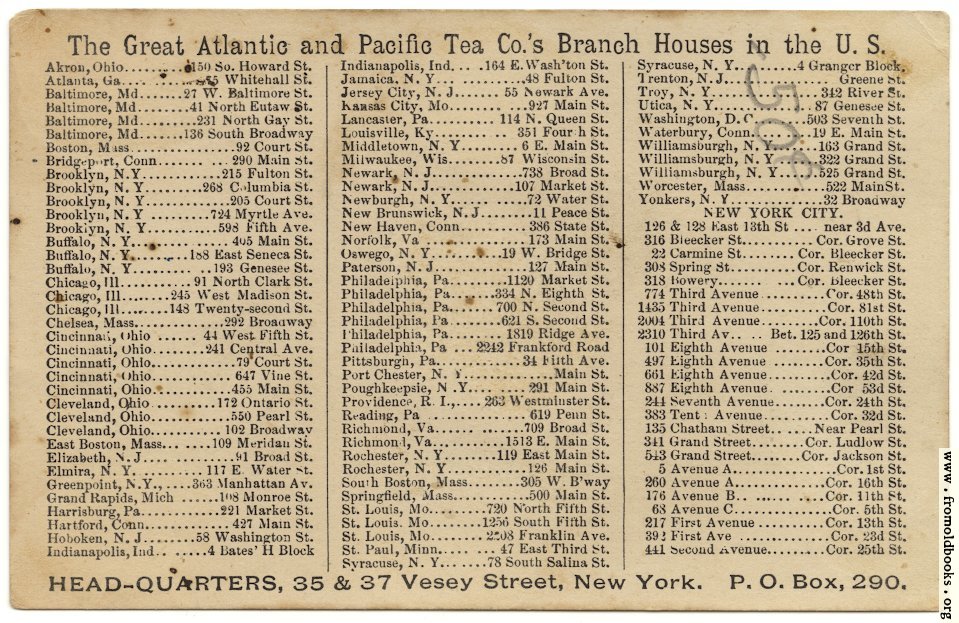 The Great Atlantic and Pacific Tea Co.'s Branch Houses in the U. S.
Akron, Ohio..........150 So. Howard St.
Atlanta, Ga..........75 Whitehall St.
Baltimore, Md......27 W. Baltimore St.
Baltimore, Md.......41 North Eutaw St.
Baltimore, Md........231 North Gay St.
Baltimore, Md......136 South Broadway
Boston, Mass...............92 Court St.
Bridgeport, Conn..........290 Main St.
Brooklyn, N. Y...........215 Fulton St.
Brooklyn, N. Y........268 Columbia St.
Brooklyn, N. Y............205 Court St.
Brooklyn, N. Y.........724 Myrtle Ave.
Brooklyn, N. Y..........598 Fifth Ave.
Buffalo, N. Y..............405 Main St.
Buffalo, N. Y........188 East Seneca St.
Buffalo, N. Y..........193 Genesee St.
Chicago, Ill...........91 North Clark St.
Chicago, Ill.......245 West Madison St.
Chicago, Ill.......148 Twenty-second St.
Chelsea, Mass............292 Broadway
Cincinnati, Ohio......44 West Fifth St.
Cincinnati, Ohio......241 Central Ave.
Cincinnati, Ohio............79 Court St.
Cincinnati, Ohio............647 Vine St.
Cincinnati, Ohio...........455 Main St.
Cleveland, Ohio.........172 Ontario St.
Cleveland, Ohio..........550 Pearl St.
Cleveland, Ohio.........102 Broadway
East Boston, Mass......109 Meridan St.
Elizabeth, N. J............91 Broad St.
Elmira, N. Y..........117 E. Water St.
Greenpoint, N.Y.,....363 Manhattan Av.
Grand Rapids, Mich ......108 Monroe St.
Harrisburg, Pa..........221 Market St.
Hartford, Conn............427 Main St.
Hoboken, N. J........58 Washington St.
Indianapolis, Ind.......4 Bates' H Block
Indianapolis, Ind....164 E. Wash'ton St.
Jamaica, N. Y.............48 Fulton St.
Jersey City, N. J.......55 Newark Ave.
Kansas City, Mo..........927 Main St.
Lancaster, Pa.........114 N. Queen St.
Louisville, Ky...........351 Fourth St.
Middletown, N. Y........6 E. Main St.
Milwaukee, Wis.......87 Wisconsin St.
Newark, N. J.............738 Broad St.
Newark, N. J............107 Market St.
Newburgh, N. Y..........72 Water St.
New Brunswick, N. J.......11 Peace St.
New Haven, Conn.........386 State St.
Norfolk, Va..............173 Main St.
Oswego, N. Y.........19 W. Bridge St.
Paterson, N. J............127 Main St.
Philadelphia, Pa.......1120 Market St.
Philadelphia, Pa......334 N. Eighth St.
Philadelphia, Pa......700 N. Second St.
Philadelphia, Pa......621 S. Second St.
Philadelphia, Pa.......1819 Ridge Ave.
Philadelphia, Pa....2242 Frankford Road
Pittsburg, Pa............34 Fifth Ave.
Port Chester, N. Y............Main St.
Poughkeepsie, N .Y........291 Main St.
Providence, R. I.,....263 Westminster St.
Reading, Pa..............619 Penn St.
Richmond, Va...........709 Broad St.
Richmond, Va.........1513 E. Main St.
Rochester, N. Y.......119 East Main St.
Rochester, N. Y..........126 Main St.
South Boston, Mass......305 W. B'way
Springfield, Mass..........500 Main St.
St. Louis, Mo.......720 North Fifth St.
St. Louis, Mo.....1256 South Fifth St.
St. Louis, Mo.......2808 Franklin Ave.
St. Paul, Minn........47 East Third St.
Syracuse, N. Y........78 South Salina St.
Syracuse, N. Y........4 Granger Block.
Trenton, N. J..............Greene St.
Troy, N. Y..............342 River St.
Utica, N. Y............87 Genesee St.
Washington, D. C.......503 Seventh St.
Waterbury, Conn.......19 E. Main St.
Williamsburgh, N. Y......163 Grand St.
Williamsburgh, N. Y......322 Grand St.
Williamsburgh, N. Y......525 Grand St.
Worcester, Mass..........522 Main St.
Yonkers, N. Y............32 Broadway
NEW YORK CITY.
126 & 128 East 13th St ..... near 3d Ave.
316 Bleecker St..........Cor. Grove St.
22 Carmine St........Cor. Bleecker St.
308 Spring St........Cor. Renwick St.
318 Bowery..........Cor. Bleecker St.
774 Third Avenue..........Cor. 48th St.
1435 Third Avenue.........Cor. 81st St.
2004 Third Avenue........Cor. 110th St.
2310 Third Av.....Bet. 125 and 126th St.
101 Eighth Avenue........Cor 15th St.
497 Eighth Avenue........Cor. 35th St.
661 Eighth Avenue.........Cor. 42d St.
887 Eighth Avenue.........Cor 53d St.
244 Seventh Avenue.......Cor. 24th St.
383 Tenth Avenue..........Cor. 32d St.
135 Chatham Street......Near Pearl St.
341 Grand Street.......Cor. Ludlow St.
543 Grand Street......Cor. Jackson St.
5 Avenue A...............Cor. 1st St.
260 Avenue A.............Cor. 16th St.
176 Avenue B.............Cor. 11th St.
68 Avenue C..............Cor. 5th St.
217 First Avenue.........Cor. 13th St.
392 First Ave............Cor. 23d St.
441 Second Avenue........Cor. 25th St.
HEAD-QUARTERS, 35 & 37 Vesey Street, New York. P. O. Box, 290.
www.fromoldbooks.org